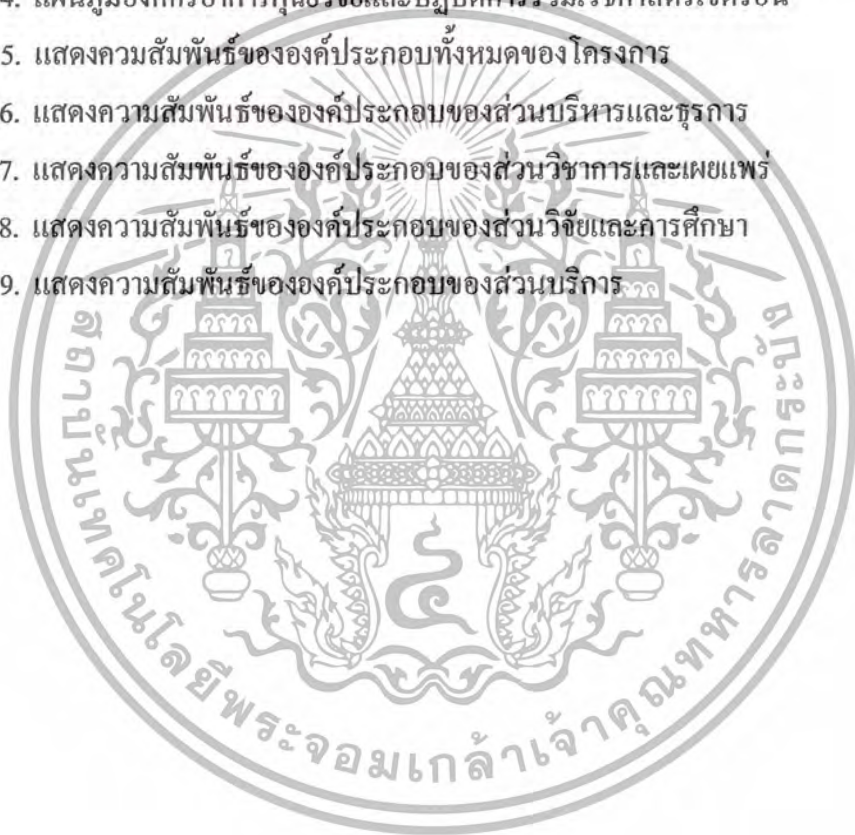 5. แสดงความสัมพันธ์ขององค์ประกอบทั้งหมดของโครงการ
6. แสดงความสัมพันธ์ขององค์ประกอบของส่วนบริหารและธุรการ
7. แสดงความสัมพันธ์ขององค์ประกอบของส่วนวิชาการและเผยแพร่
8. แสดงความสัมพันธ์ขององค์ประกอบของส่วนวิจัยและการศึกษา
9. แสดงความสัมพันธ์ขององค์ประกอบของส่วนบริการ
สถาบันเทคโนโลยีพระจอมเกล้าเจ้าคุณทหารลาดกระบัง